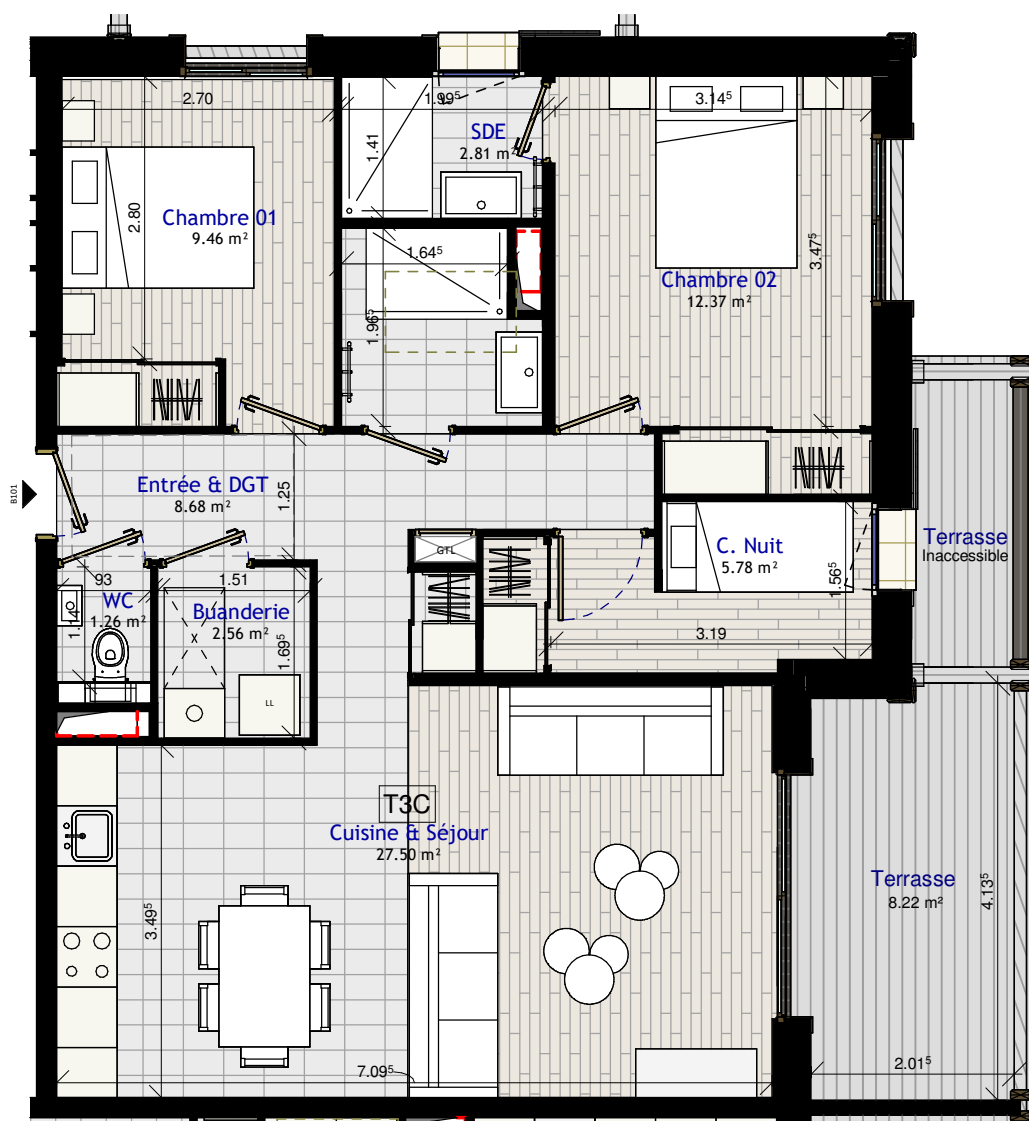 2.70
1.99⁵
3.14⁵
SDE
2.81 m²
1.41
Chambre 01
9.46 m²
2.80
1.64⁵
1.96⁵
Chambre 02
12.37 m²
3.47⁵
B101
Entrée & DGT
8.68 m²
1.25
GTL
C. Nuit
5.78 m²
1.56⁵
3.19
Terrasse
Inaccessible
93
WC
1.26 m²
1.14
1.51
Buanderie
2.56 m²
1.69⁵
X
LL
T3C
Cuisine & Séjour
27.50 m²
3.49⁵
7.09⁵
Terrasse
8.22 m²
4.13⁵
2.01⁵